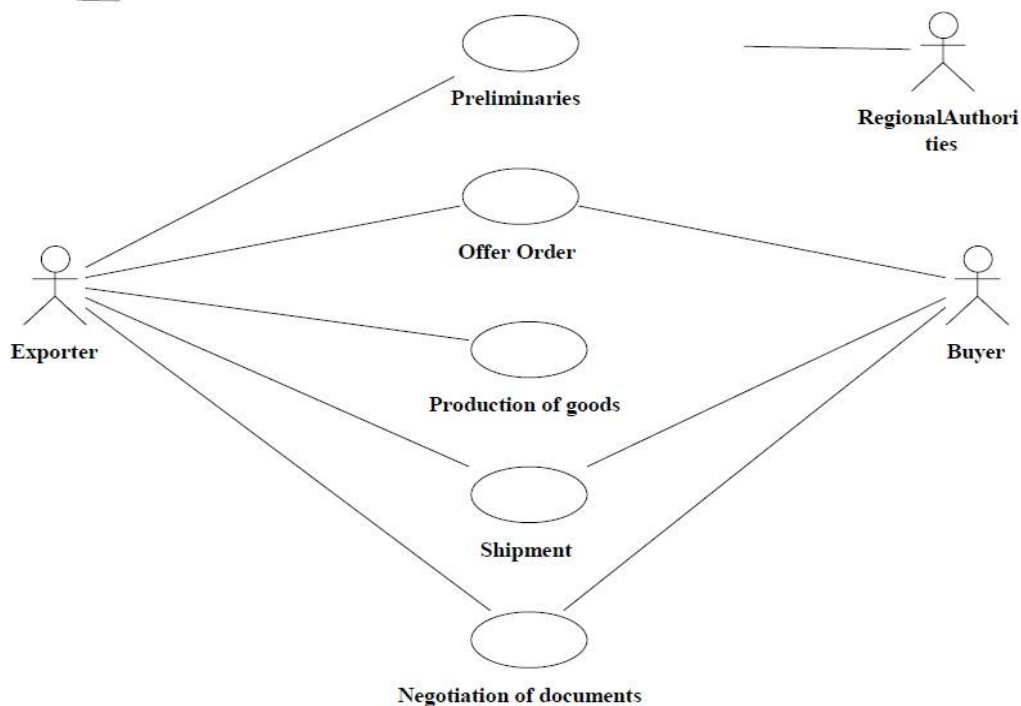 Preliminaries
RegionalAuthori
ties
Offer Order
Exporter
Buyer
Production of goods
Shipment
Negotiation of documents